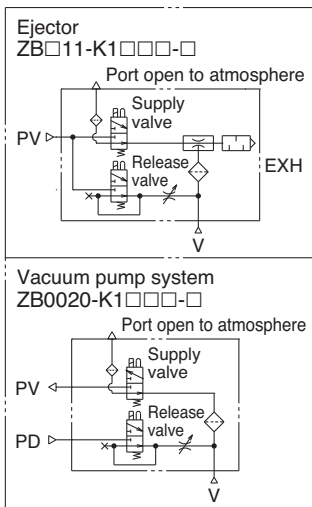 Ejector
ZB□11-K1□□□-□
Port open to atmosphere
Supply
valve
PV
Release
valve
EXH
V
Vacuum pump system
ZB0020-K1□□□-□
Port open to atmosphere
Supply
valve
PV
Release
valve
PD
V